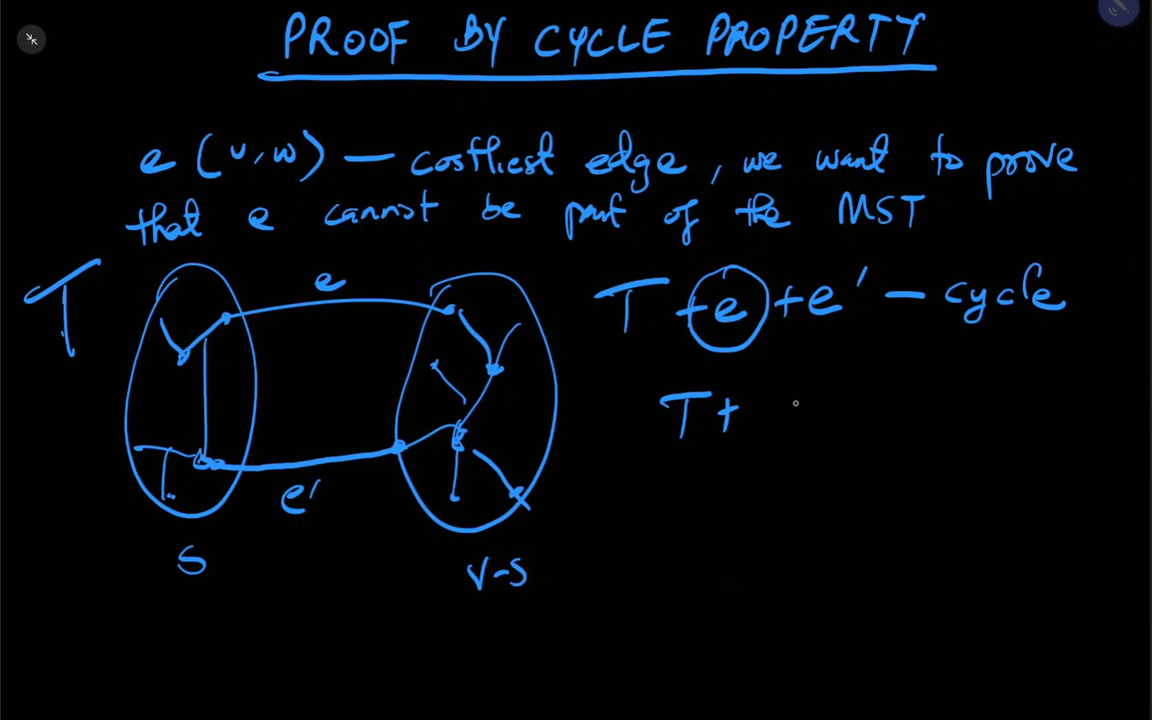 PROOF BY CYCLE PROPERTY
e (v,w) — costliest edge, we want to prove
that e cannot be part of the MST
T
e
T + e + e' — cycle
T +
e'
S
V-S